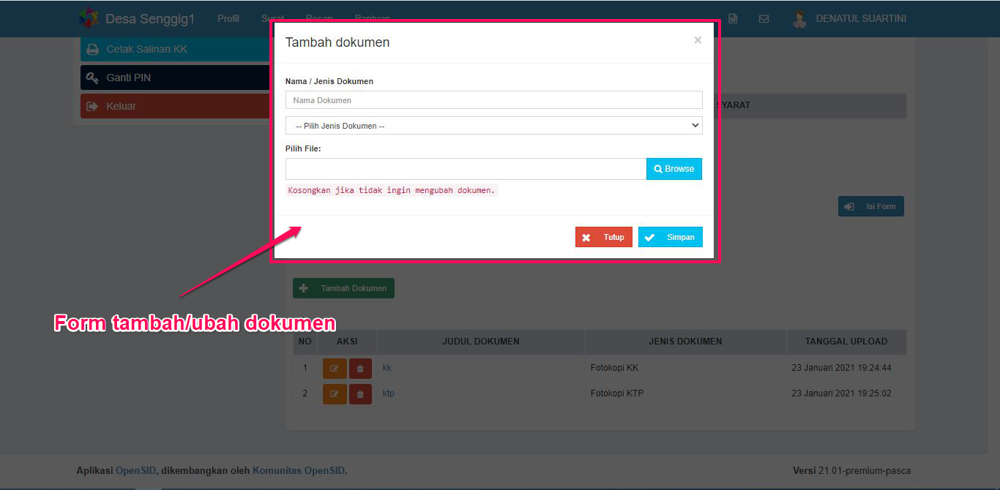 Desa Senggig1 Profil Surat Pesan Bantuan DENATUL SUARTINI
Cetak Salinan KK
Ganti PIN
Keluar
Tambah dokumen ×
Nama / Jenis Dokumen
Nama Dokumen
-- Pilih Jenis Dokumen --
Pilih File:
Browse
Kosongkan jika tidak ingin mengubah dokumen.
Tutup Simpan
SYARAT
Isi Form
Tambah Dokumen
Form tambah/ubah dokumen
NO AKSI JUDUL DOKUMEN JENIS DOKUMEN TANGGAL UPLOAD
1 kk Fotokopi KK 23 Januari 2021 19:24:44
2 ktp Fotokopi KTP 23 Januari 2021 19:25:02
Aplikasi OpenSID, dikembangkan oleh Komunitas OpenSID. Versi 21.01-premium-pasca